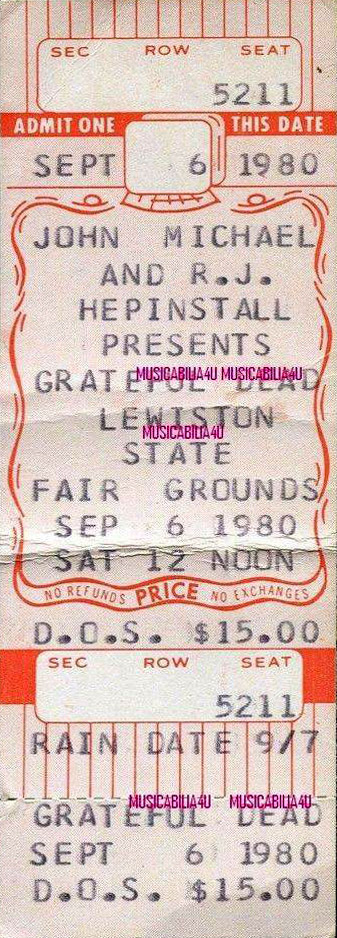 SEC ROW SEAT
5211
ADMIT ONE THIS DATE
SEPT 6 1980
JOHN MICHAEL
AND R.J.
HEPINSTALL
PRESENTS
MUSICABILIA4U MUSICABILIA4U
GRATEFUL DEAD
LEWISTON
MUSICABILIA4U
STATE
FAIR GROUNDS
SEP 6 1980
SAT 12 NOON
NO REFUNDS PRICE NO EXCHANGES
D.O.S. $15.00
SEC ROW SEAT
5211
RAIN DATE 9/7
MUSICABILIA4U MUSICABILIA4U
GRATEFUL DEAD
SEPT 6 1980
D.O.S. $15.00